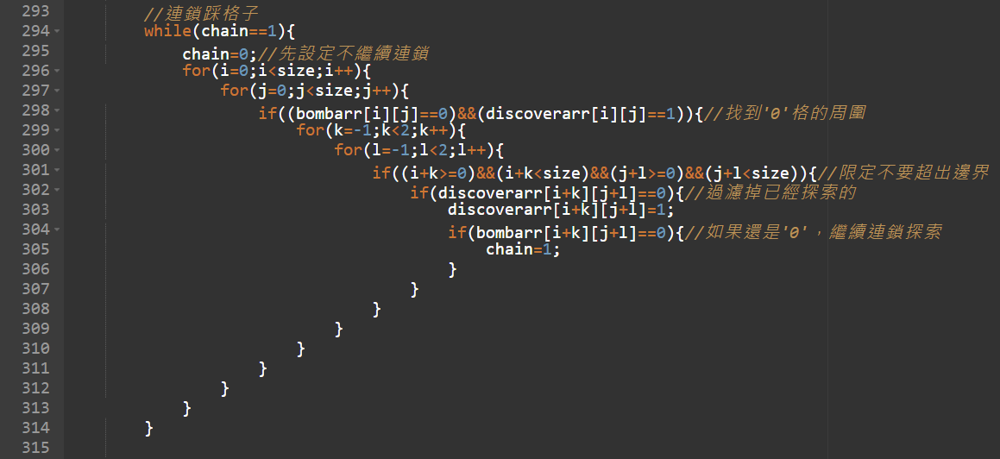 293 //連鎖踩格子
294 while(chain==1){
295 chain=0;//先設定不繼續連鎖
296 for(i=0;i<size;i++){
297 for(j=0;j<size;j++){
298 if((bombarr[i][j]==0)&&(discoverarr[i][j]==1)){//找到'0'格的周圍
299 for(k=-1;k<2;k++){
300 for(l=-1;l<2;l++){
301 if((i+k>=0)&&(i+k<size)&&(j+l>=0)&&(j+l<size)){//限定不要超出邊界
302 if(discoverarr[i+k][j+l]==0){//過濾掉已經探索的
303 discoverarr[i+k][j+l]=1;
304 if(bombarr[i+k][j+l]==0){//如果還是'0'，繼續連鎖探索
305 chain=1;
306 }
307 }
308 }
309 }
310 }
311 }
312 }
313 }
314 }
315